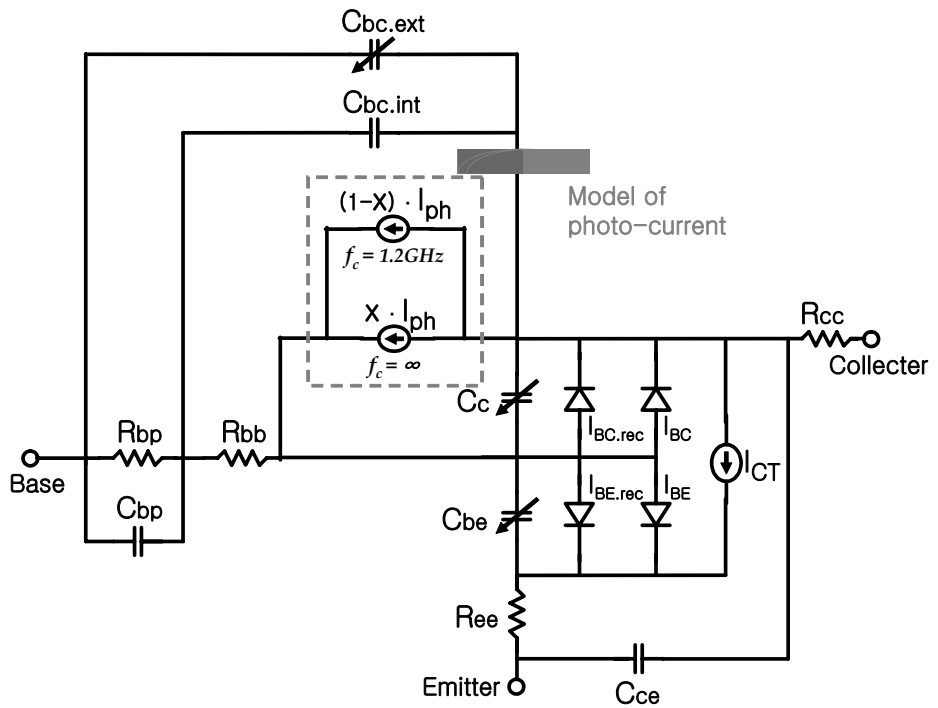 Cbc.ext
Cbc.int
Model of
photo-current
(1-X) · Iph
fc = 1.2GHz
X · Iph
fc = ∞
Rcc
Collecter
Cc
IBC.rec
IBC
Rbp
Rbb
Base
ICT
IBE.rec
IBE
Cbp
Cbe
Ree
Emitter
Cce